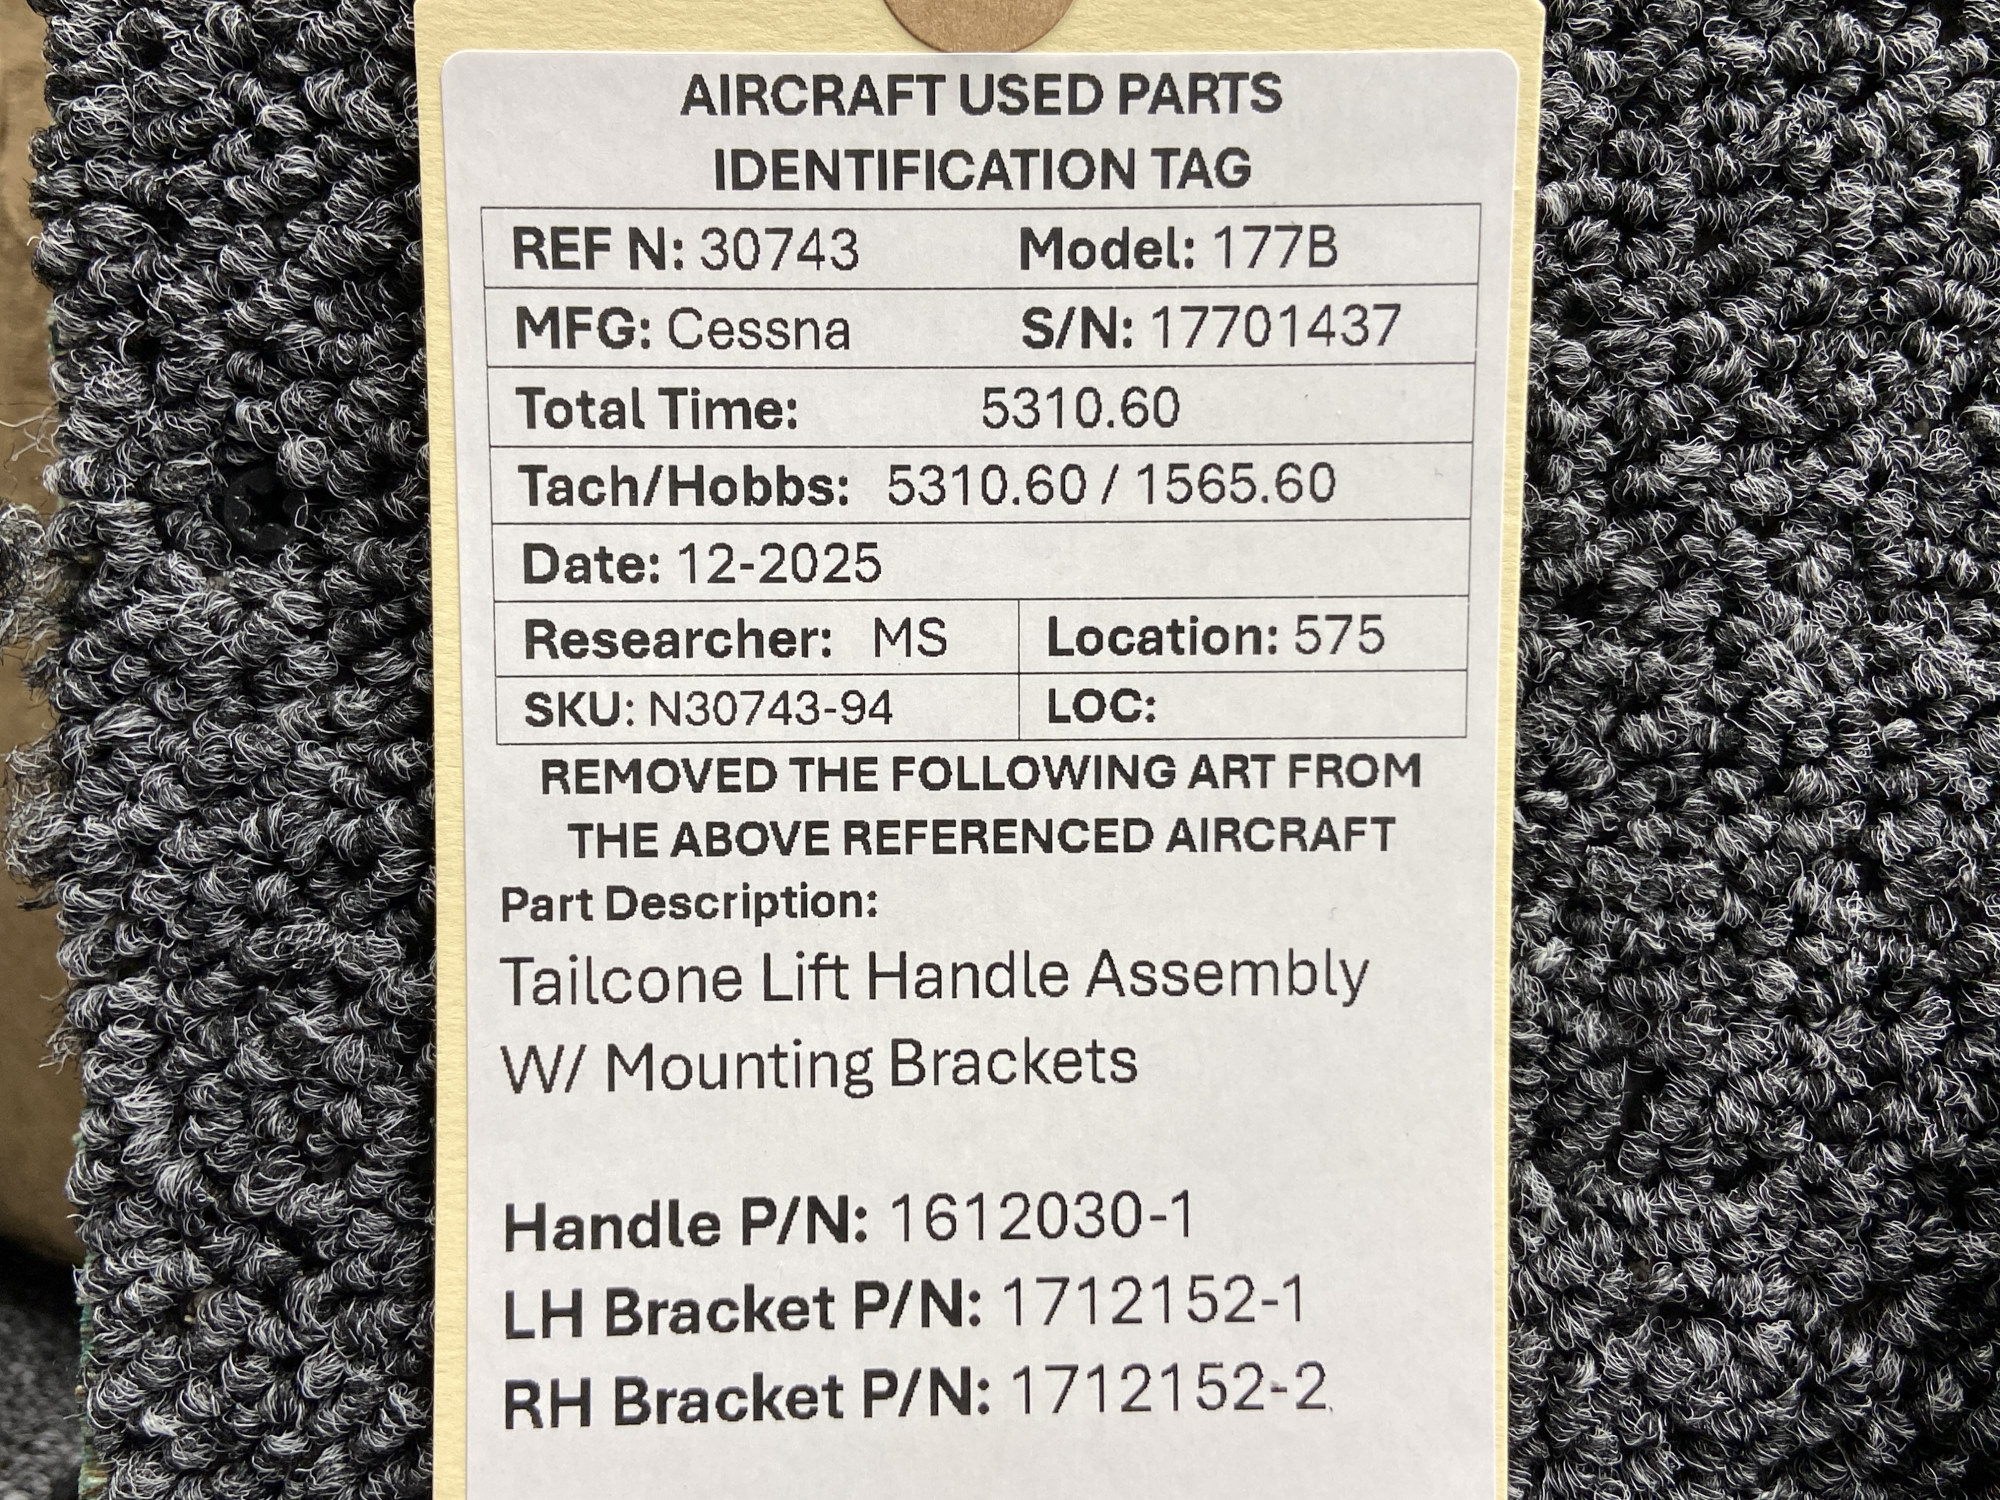 AIRCRAFT USED PARTS
IDENTIFICATION TAG
REF N: 30743 Model: 177B
MFG: Cessna S/N: 17701437
Total Time: 5310.60
Tach/Hobbs: 5310.60 / 1565.60
Date: 12-2025
Researcher: MS Location: 575
SKU: N30743-94 LOC:
REMOVED THE FOLLOWING ART FROM
THE ABOVE REFERENCED AIRCRAFT
Part Description:
Tailcone Lift Handle Assembly
W/ Mounting Brackets
Handle P/N: 1612030-1
LH Bracket P/N: 1712152-1
RH Bracket P/N: 1712152-2